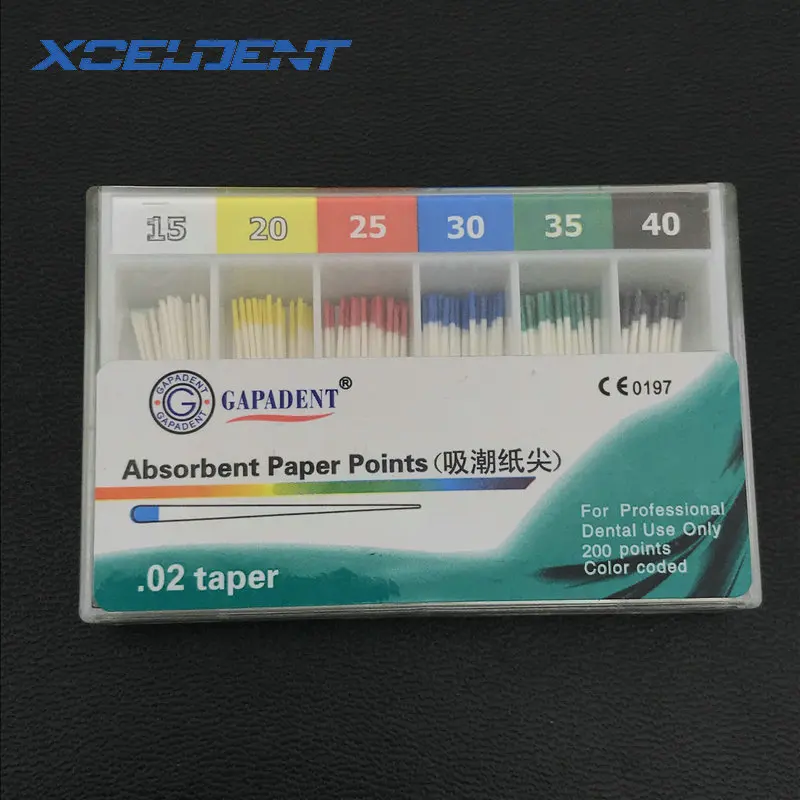 XCELDENT
15 20 25 30 35 40
GAPADENT
G
GAPADENT
GAPADENT®
CE 0197
Absorbent Paper Points (吸潮纸尖)
For Professional
Dental Use Only
200 points
Color coded
.02 taper